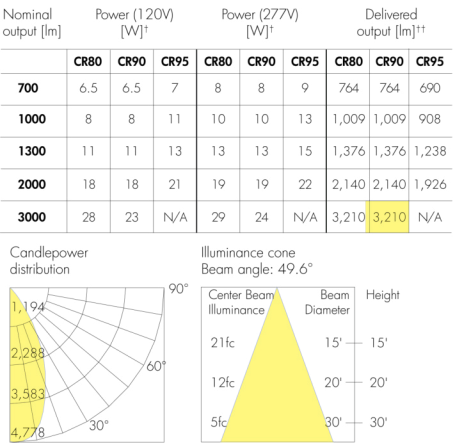 Nominal Power (120V) Power (277V) Delivered
output [lm] [W]† [W]† output [lm]††
CR80 CR90 CR95 CR80 CR90 CR95 CR80 CR90 CR95
700 6.5 6.5 7 8 8 9 764 764 690
1000 8 8 11 10 10 13 1,009 1,009 908
1300 11 11 13 13 13 15 1,376 1,376 1,238
2000 18 18 21 19 19 22 2,140 2,140 1,926
3000 28 23 N/A 29 24 N/A 3,210 3,210 N/A
Candlepower
distribution
90°
1,194
2,288
60°
3,583
30°
4,778
Illuminance cone
Beam angle: 49.6°
Center Beam Beam Height
Illuminance Diameter
21fc 15' 15'
12fc 20' 20'
5fc 30' 30'